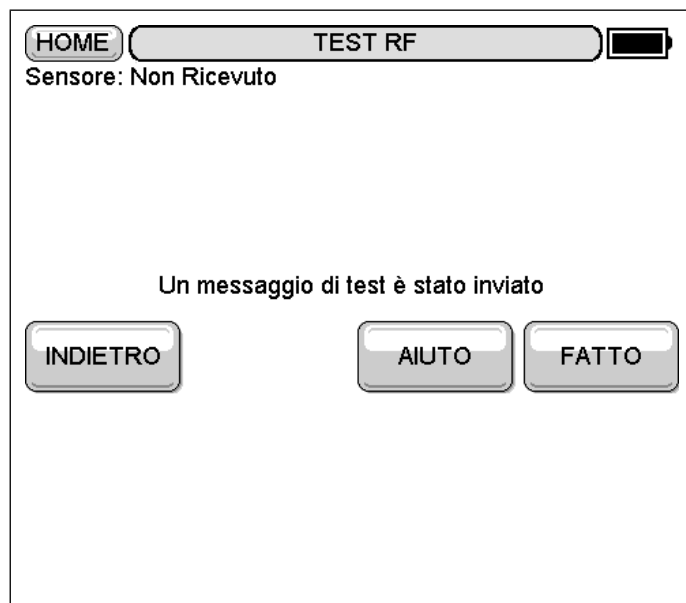 HOME TEST RF
Sensore: Non Ricevuto
Un messaggio di test è stato inviato
INDIETRO AIUTO FATTO